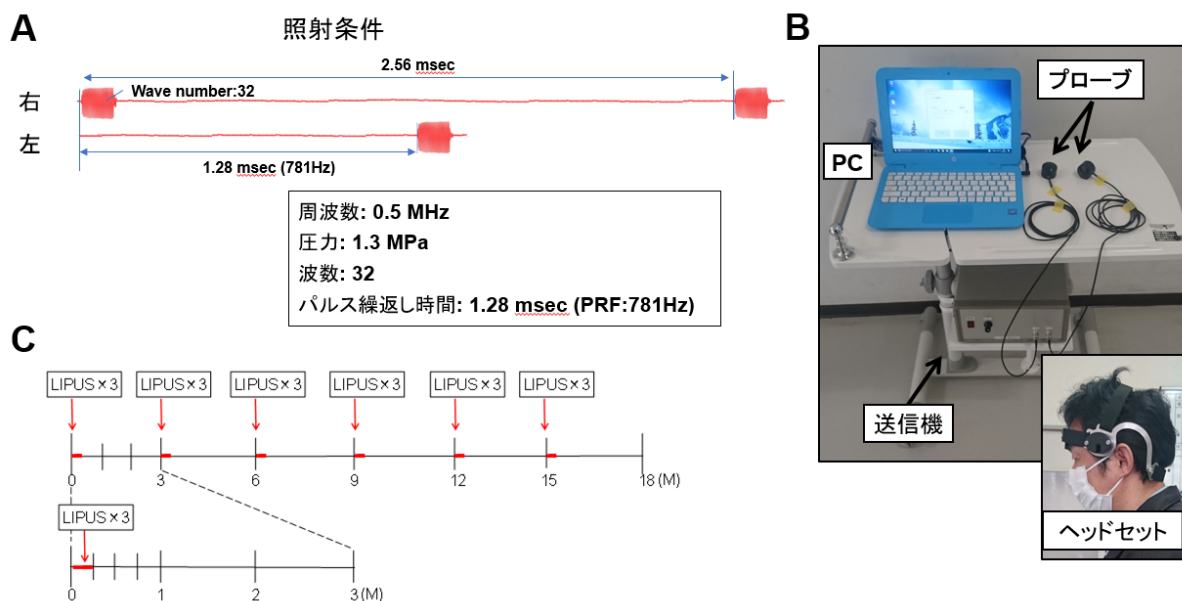 A
照射条件
2.56 msec
右
Wave number:32
左
1.28 msec (781Hz)
周波数: 0.5 MHz
圧力: 1.3 MPa
波数: 32
パルス繰返し時間: 1.28 msec (PRF:781Hz)
B
プローブ
PC
送信機
ヘッドセット
C
LIPUS×3 LIPUS×3 LIPUS×3 LIPUS×3 LIPUS×3 LIPUS×3
0 3 6 9 12 15 18 (M)
LIPUS×3
0 1 2 3 (M)